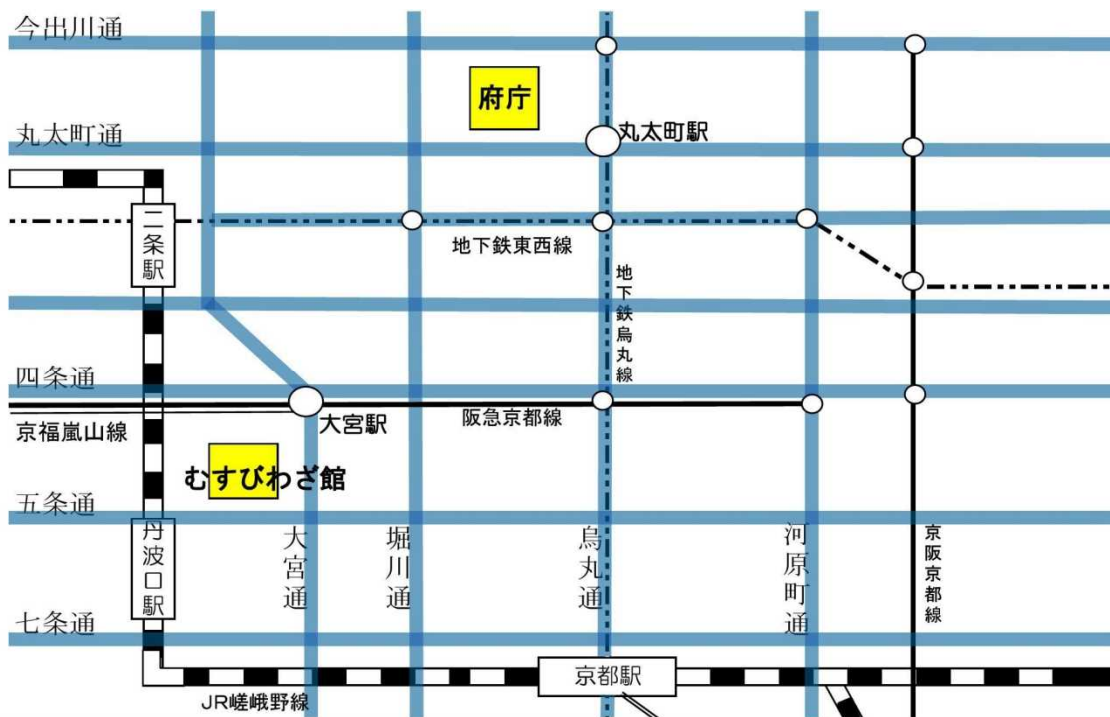 今出川通
府庁
丸太町通
丸太町駅
二条駅
地下鉄東西線
地下鉄烏丸線
四条通
京福嵐山線
大宮駅
阪急京都線
むすびわざ館
五条通
丹波口駅
大宮通
堀川通
烏丸通
河原町通
京阪京都線
七条通
京都駅
JR嵯峨野線